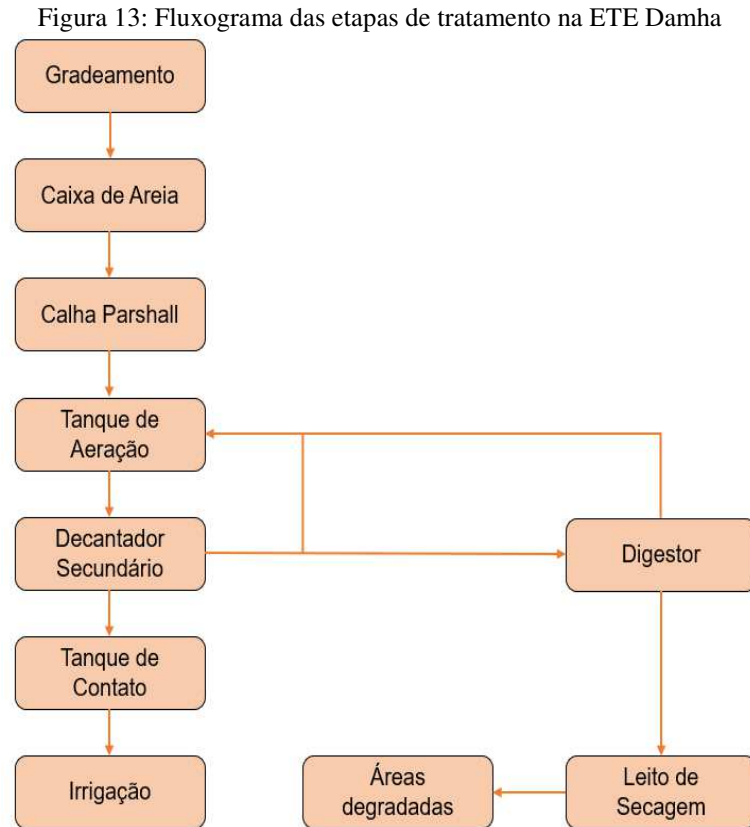 Figura 13: Fluxograma das etapas de tratamento na ETE Damha
Gradeamento
Caixa de Areia
Calha Parshall
Tanque de
Aeração
Decantador
Secundário
Digestor
Tanque de
Contato
Irrigação
Áreas
degradadas
Leito de
Secagem